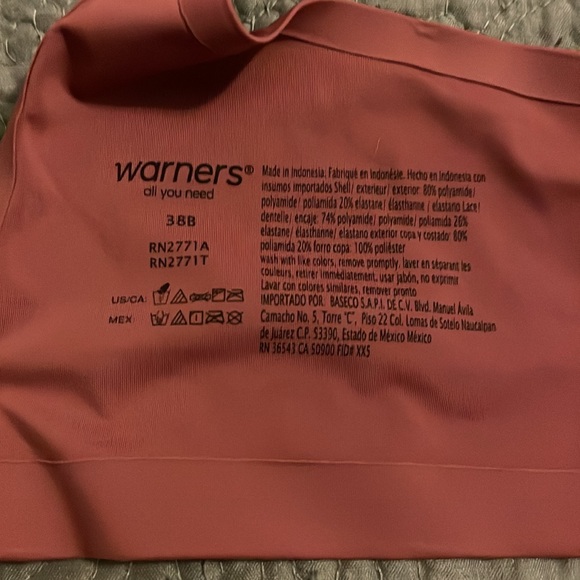 warners®
all you need
38B
RN2771A
RN2771T
US/CA:
MEX:
Made in Indonesia. Fabriqué en Indonésie. Hecho en Indonesia con
insumos importados Shell/ exterieur/ exterior: 80% polyamide/
polyamide/ poliamida 20% elastane/ élasthanne / elastano Lace/
dentelle/ encaje: 74% polyamide/ polyamide/ poliamida 26%
elastane/ élasthanne/ elastano exterior copa y costado: 80%
poliamida 20% forro copa: 100% poliéster
wash with like colors, remove promptly, laver en séparant les
couleurs, retirer immédiatement, usar jabón, no exprimir
Lavar con colores similares, remover pronto
IMPORTADO POR: BASECO S.A.P.I. DE C.V. Blvd. Manuel Ávila
Camacho No. 5, Torre "C", Piso 22 Col. Lomas de Sotelo Naucalpan
de Juárez C.P. 53390, Estado de México México
RN 36543 CA 50900 FID# XX5